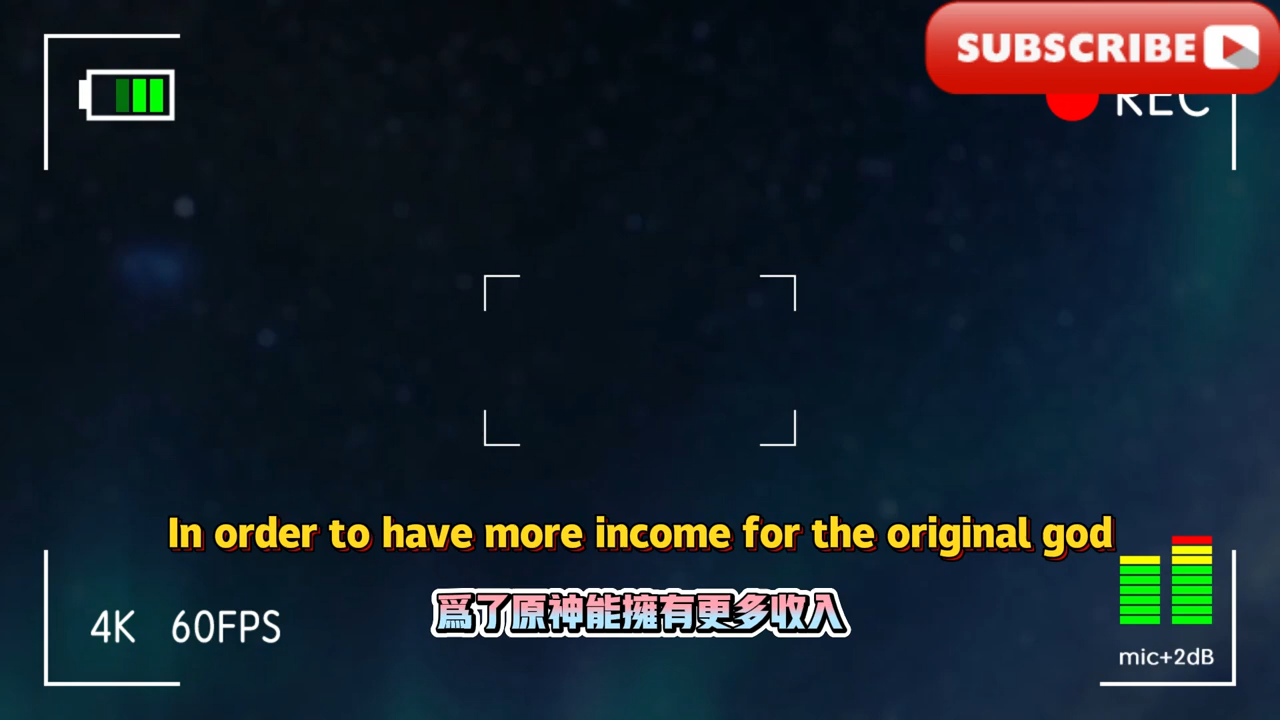 SUBSCRIBE
REC
In order to have more income for the original god
爲了原神能擁有更多收入
4K 60FPS
mic+2dB